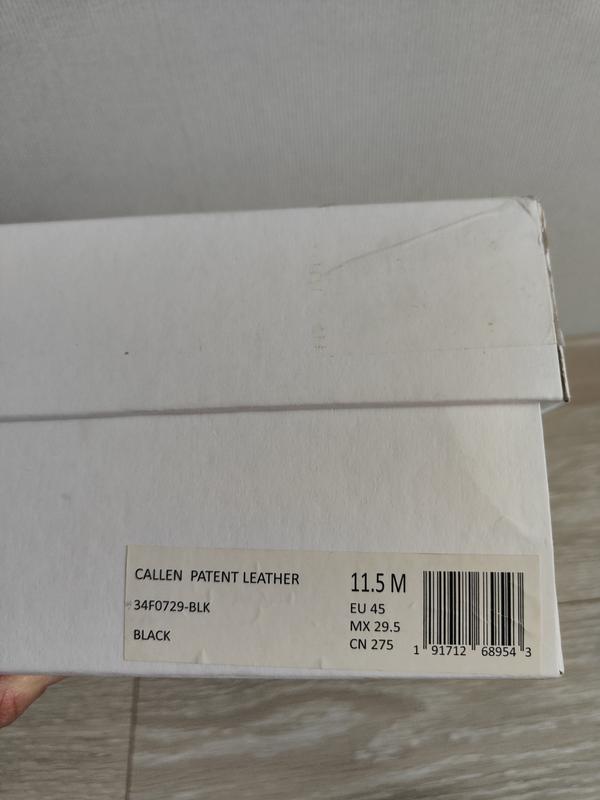 CALLEN PATENT LEATHER
34F0729-BLK
BLACK
11.5 M
EU 45
MX 29.5
CN 275
1 91712 68954 3